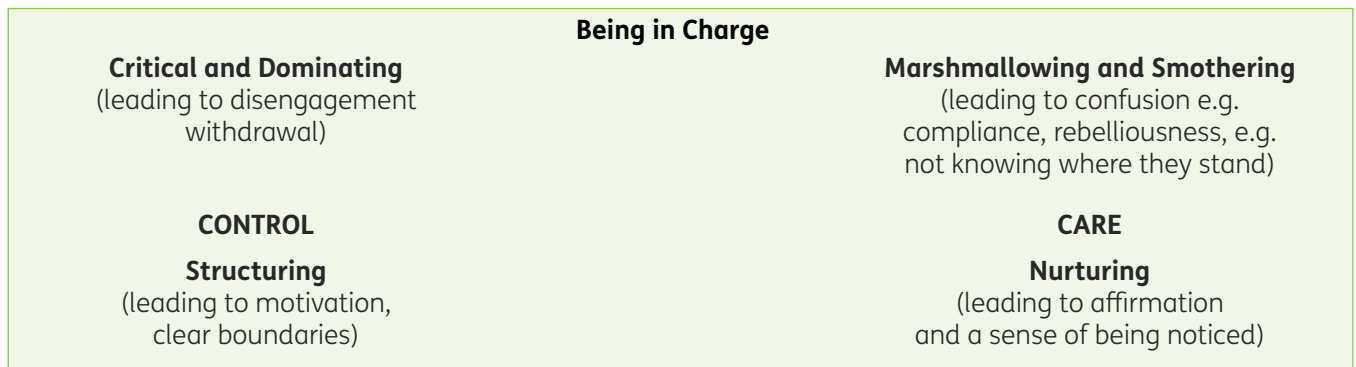 Being in Charge
Critical and Dominating
(leading to disengagement
withdrawal)
Marshmallowing and Smothering
(leading to confusion e.g.
compliance, rebelliousness, e.g.
not knowing where they stand)
CONTROL
CARE
Structuring
(leading to motivation,
clear boundaries)
Nurturing
(leading to affirmation
and a sense of being noticed)